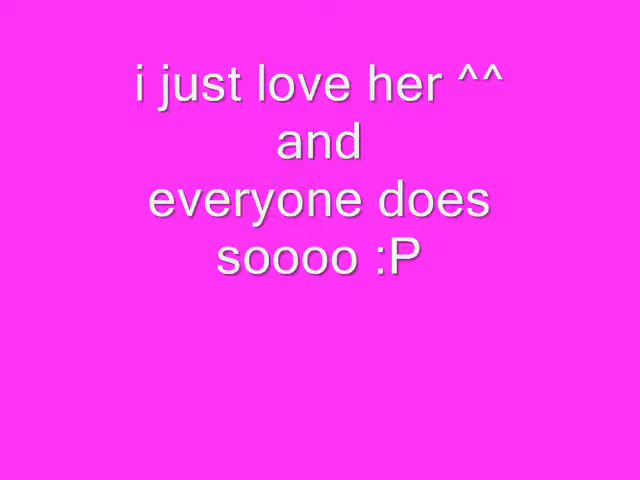 i just love her ^^
and
everyone does
soooo :P